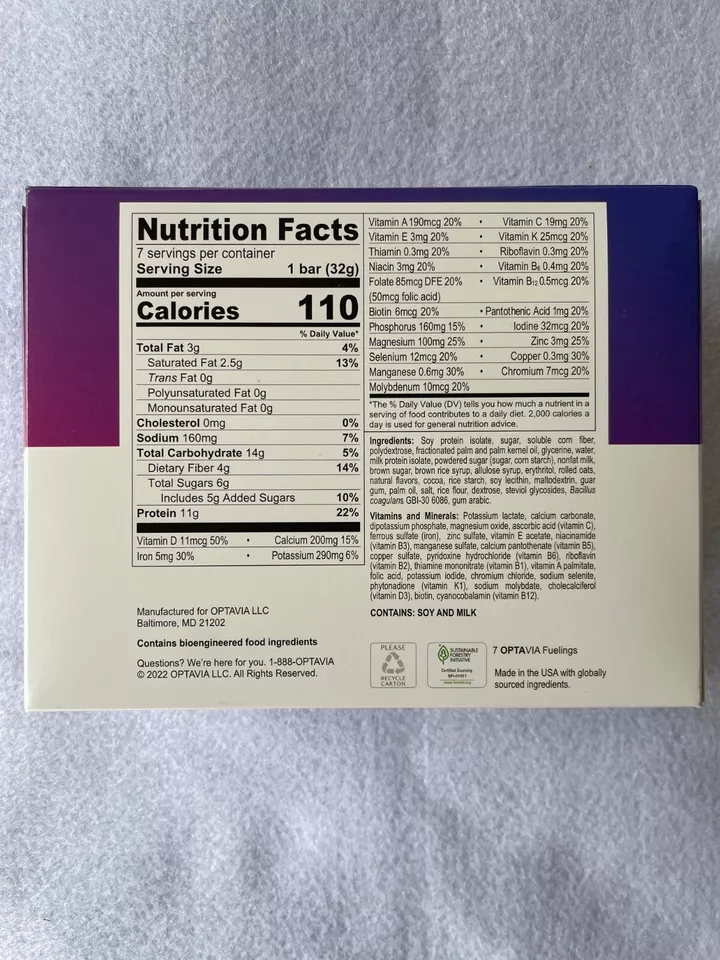 Nutrition Facts
7 servings per container
Serving Size 1 bar (32g)
Amount per serving
Calories 110
% Daily Value*
Total Fat 3g 4%
Saturated Fat 2.5g 13%
Trans Fat 0g
Polyunsaturated Fat 0g
Monounsaturated Fat 0g
Cholesterol 0mg 0%
Sodium 160mg 7%
Total Carbohydrate 14g 5%
Dietary Fiber 4g 14%
Total Sugars 6g
Includes 5g Added Sugars 10%
Protein 11g 22%
Vitamin D 11mcg 50% • Calcium 200mg 15%
Iron 5mg 30% • Potassium 290mg 6%
Vitamin A 190mcg 20% • Vitamin C 19mg 20%
Vitamin E 3mg 20% • Vitamin K 25mcg 20%
Thiamin 0.3mg 20% • Riboflavin 0.3mg 20%
Niacin 3mg 20% • Vitamin B₆ 0.4mg 20%
Folate 85mcg DFE 20% • Vitamin B₁₂ 0.5mcg 20%
(50mcg folic acid)
Biotin 6mcg 20% • Pantothenic Acid 1mg 20%
Phosphorus 160mg 15% • Iodine 32mcg 20%
Magnesium 100mg 25% • Zinc 3mg 25%
Selenium 12mcg 20% • Copper 0.3mg 30%
Manganese 0.6mg 30% • Chromium 7mcg 20%
Molybdenum 10mcg 20%
*The % Daily Value (DV) tells you how much a nutrient in a
serving of food contributes to a daily diet. 2,000 calories a
day is used for general nutrition advice.
Ingredients: Soy protein isolate, sugar, soluble corn fiber,
polydextrose, fractionated palm and palm kernel oil, glycerine, water,
milk protein isolate, powdered sugar (sugar, corn starch), nonfat milk,
brown sugar, brown rice syrup, allulose syrup, erythritol, rolled oats,
natural flavors, cocoa, rice starch, soy lecithin, maltodextrin, guar
gum, palm oil, salt, rice flour, dextrose, steviol glycosides, Bacillus
coagulans GBI-30 6086, gum arabic.
Vitamins and Minerals: Potassium lactate, calcium carbonate,
dipotassium phosphate, magnesium oxide, ascorbic acid (vitamin C),
ferrous sulfate (iron), zinc sulfate, vitamin E acetate, niacinamide
(vitamin B3), manganese sulfate, calcium pantothenate (vitamin B5),
copper sulfate, pyridoxine hydrochloride (vitamin B6), riboflavin
(vitamin B2), thiamine mononitrate (vitamin B1), vitamin A palmitate,
folic acid, potassium iodide, chromium chloride, sodium selenite,
phytonadione (vitamin K1), sodium molybdate, cholecalciferol
(vitamin D3), biotin, cyanocobalamin (vitamin B12).
CONTAINS: SOY AND MILK
Manufactured for OPTAVIA LLC
Baltimore, MD 21202
Contains bioengineered food ingredients
Questions? We're here for you. 1-888-OPTAVIA
© 2022 OPTAVIA LLC. All Rights Reserved.
PLEASE
RECYCLE
CARTON
SUSTAINABLE
FORESTRY
INITIATIVE
Certified Sourcing
www.sfiwww.org
7 OPTAVIA Fuelings
Made in the USA with globally
sourced ingredients.